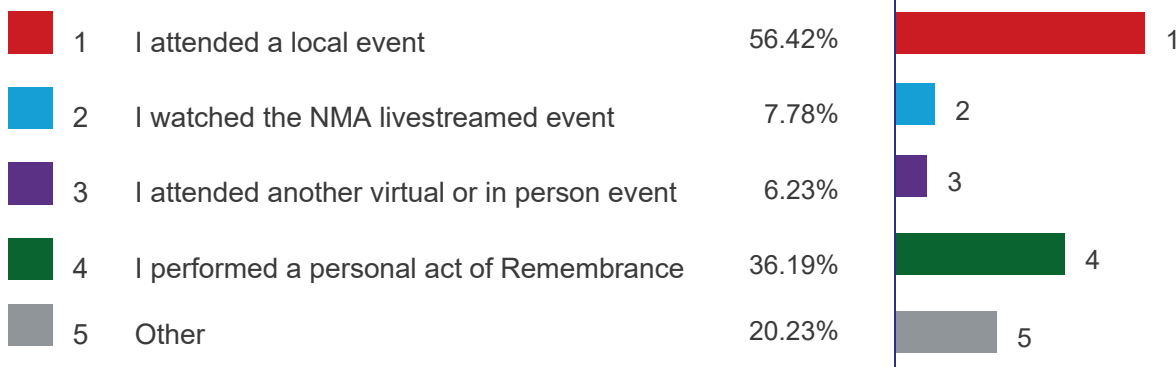 1 I attended a local event 56.42% 1
2 I watched the NMA livestreamed event 7.78% 2
3 I attended another virtual or in person event 6.23% 3
4 I performed a personal act of Remembrance 36.19% 4
5 Other 20.23% 5